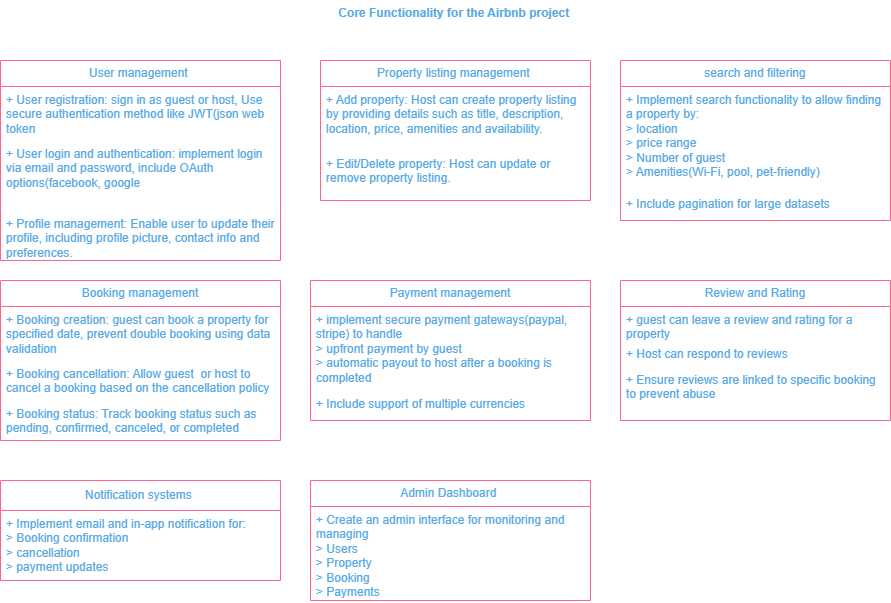 Core Functionality for the Airbnb project
User management
+ User registration: sign in as guest or host, Use
secure authentication method like JWT(json web
token
+ User login and authentication: implement login
via email and password, include OAuth
options(facebook, google
+ Profile management: Enable user to update their
profile, including profile picture, contact info and
preferences.
Property listing management
+ Add property: Host can create property listing
by providing details such as title, description,
location, price, amenities and availability.
+ Edit/Delete property: Host can update or
remove property listing.
search and filtering
+ Implement search functionality to allow finding
a property by:
> location
> price range
> Number of guest
> Amenities(Wi-Fi, pool, pet-friendly)
+ Include pagination for large datasets
Booking management
+ Booking creation: guest can book a property for
specified date, prevent double booking using data
validation
+ Booking cancellation: Allow guest  or host to
cancel a booking based on the cancellation policy
+ Booking status: Track booking status such as
pending, confirmed, canceled, or completed
Payment management
+ implement secure payment gateways(paypal,
stripe) to handle
> upfront payment by guest
> automatic payout to host after a booking is
completed
+ Include support of multiple currencies
Review and Rating
+ guest can leave a review and rating for a
property
+ Host can respond to reviews
+ Ensure reviews are linked to specific booking
to prevent abuse
Notification systems
+ Implement email and in-app notification for:
> Booking confirmation
> cancellation
> payment updates
Admin Dashboard
+ Create an admin interface for monitoring and
managing
> Users
> Property
> Booking
> Payments